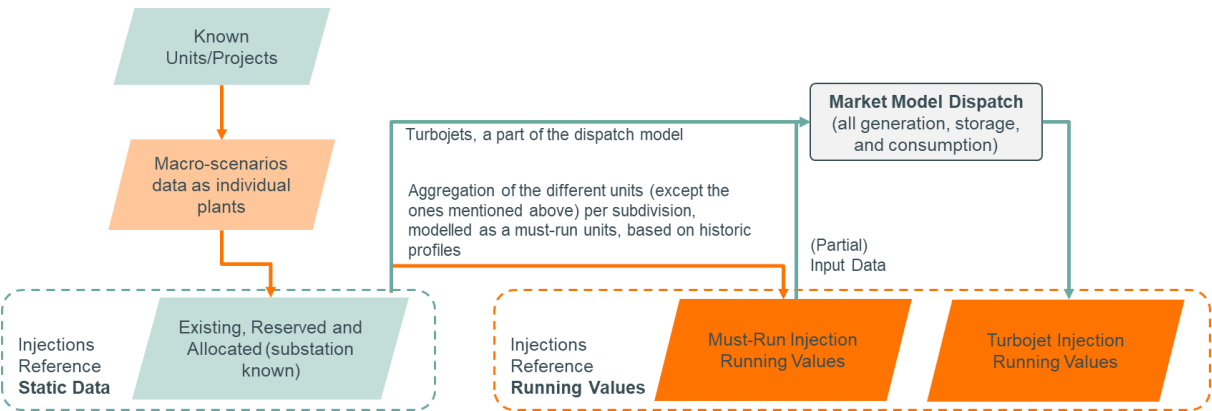 Known
Units/Projects
Macro-scenarios
data as individual
plants
Market Model Dispatch
(all generation, storage,
and consumption)
Turbojets, a part of the dispatch model
Aggregation of the different units (except the
ones mentioned above) per subdivision,
modelled as a must-run units, based on historic
profiles
(Partial)
Input Data
Injections
Reference
Static Data
Existing, Reserved and
Allocated (substation
known)
Injections
Reference
Running Values
Must-Run Injection
Running Values
Turbojet Injection
Running Values